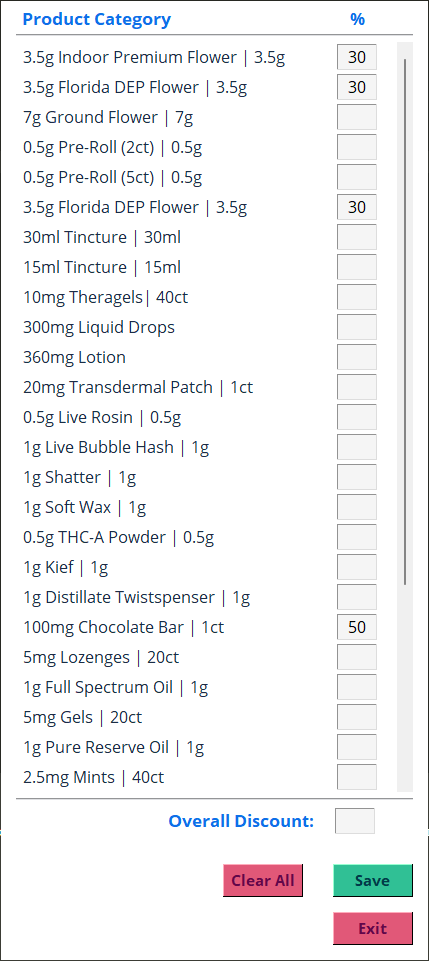 Product Category %
3.5g Indoor Premium Flower | 3.5g 30
3.5g Florida DEP Flower | 3.5g 30
7g Ground Flower | 7g
0.5g Pre-Roll (2ct) | 0.5g
0.5g Pre-Roll (5ct) | 0.5g
3.5g Florida DEP Flower | 3.5g 30
30ml Tincture | 30ml
15ml Tincture | 15ml
10mg Theragels| 40ct
300mg Liquid Drops
360mg Lotion
20mg Transdermal Patch | 1ct
0.5g Live Rosin | 0.5g
1g Live Bubble Hash | 1g
1g Shatter | 1g
1g Soft Wax | 1g
0.5g THC-A Powder | 0.5g
1g Kief | 1g
1g Distillate Twistspenser | 1g
100mg Chocolate Bar | 1ct 50
5mg Lozenges | 20ct
1g Full Spectrum Oil | 1g
5mg Gels | 20ct
1g Pure Reserve Oil | 1g
2.5mg Mints | 40ct
Overall Discount:
Clear All Save
Exit